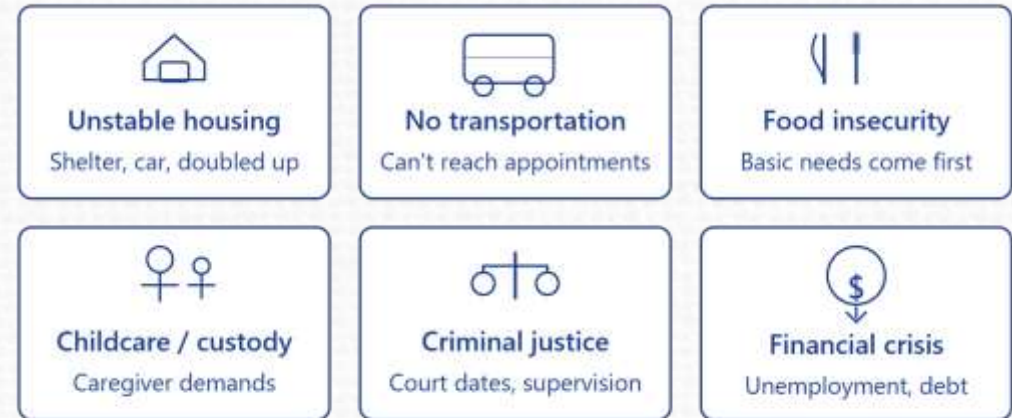 Unstable housing
Shelter, car, doubled up
No transportation
Can't reach appointments
Food insecurity
Basic needs come first
Childcare / custody
Caregiver demands
Criminal justice
Court dates, supervision
$
Financial crisis
Unemployment, debt